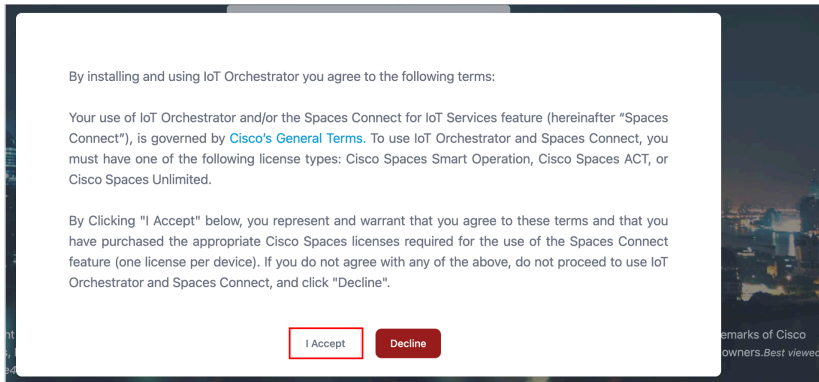 By installing and using IoT Orchestrator you agree to the following terms:
Your use of IoT Orchestrator and/or the Spaces Connect for IoT Services feature (hereinafter “Spaces
Connect”), is governed by Cisco’s General Terms. To use IoT Orchestrator and Spaces Connect, you
must have one of the following license types: Cisco Spaces Smart Operation, Cisco Spaces ACT, or
Cisco Spaces Unlimited.
By Clicking "I Accept" below, you represent and warrant that you agree to these terms and that you
have purchased the appropriate Cisco Spaces licenses required for the use of the Spaces Connect
feature (one license per device). If you do not agree with any of the above, do not proceed to use IoT
Orchestrator and Spaces Connect, and click "Decline".
I Accept Decline
emarks of Cisco
owners.Best viewed